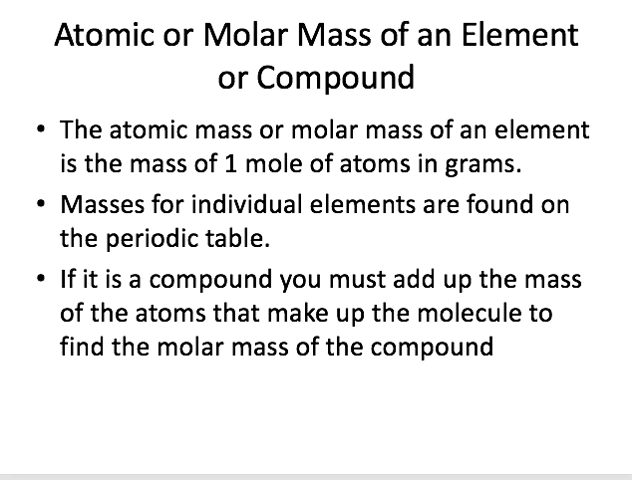 Atomic or Molar Mass of an Element
or Compound
• The atomic mass or molar mass of an element
is the mass of 1 mole of atoms in grams.
• Masses for individual elements are found on
the periodic table.
• If it is a compound you must add up the mass
of the atoms that make up the molecule to
find the molar mass of the compound